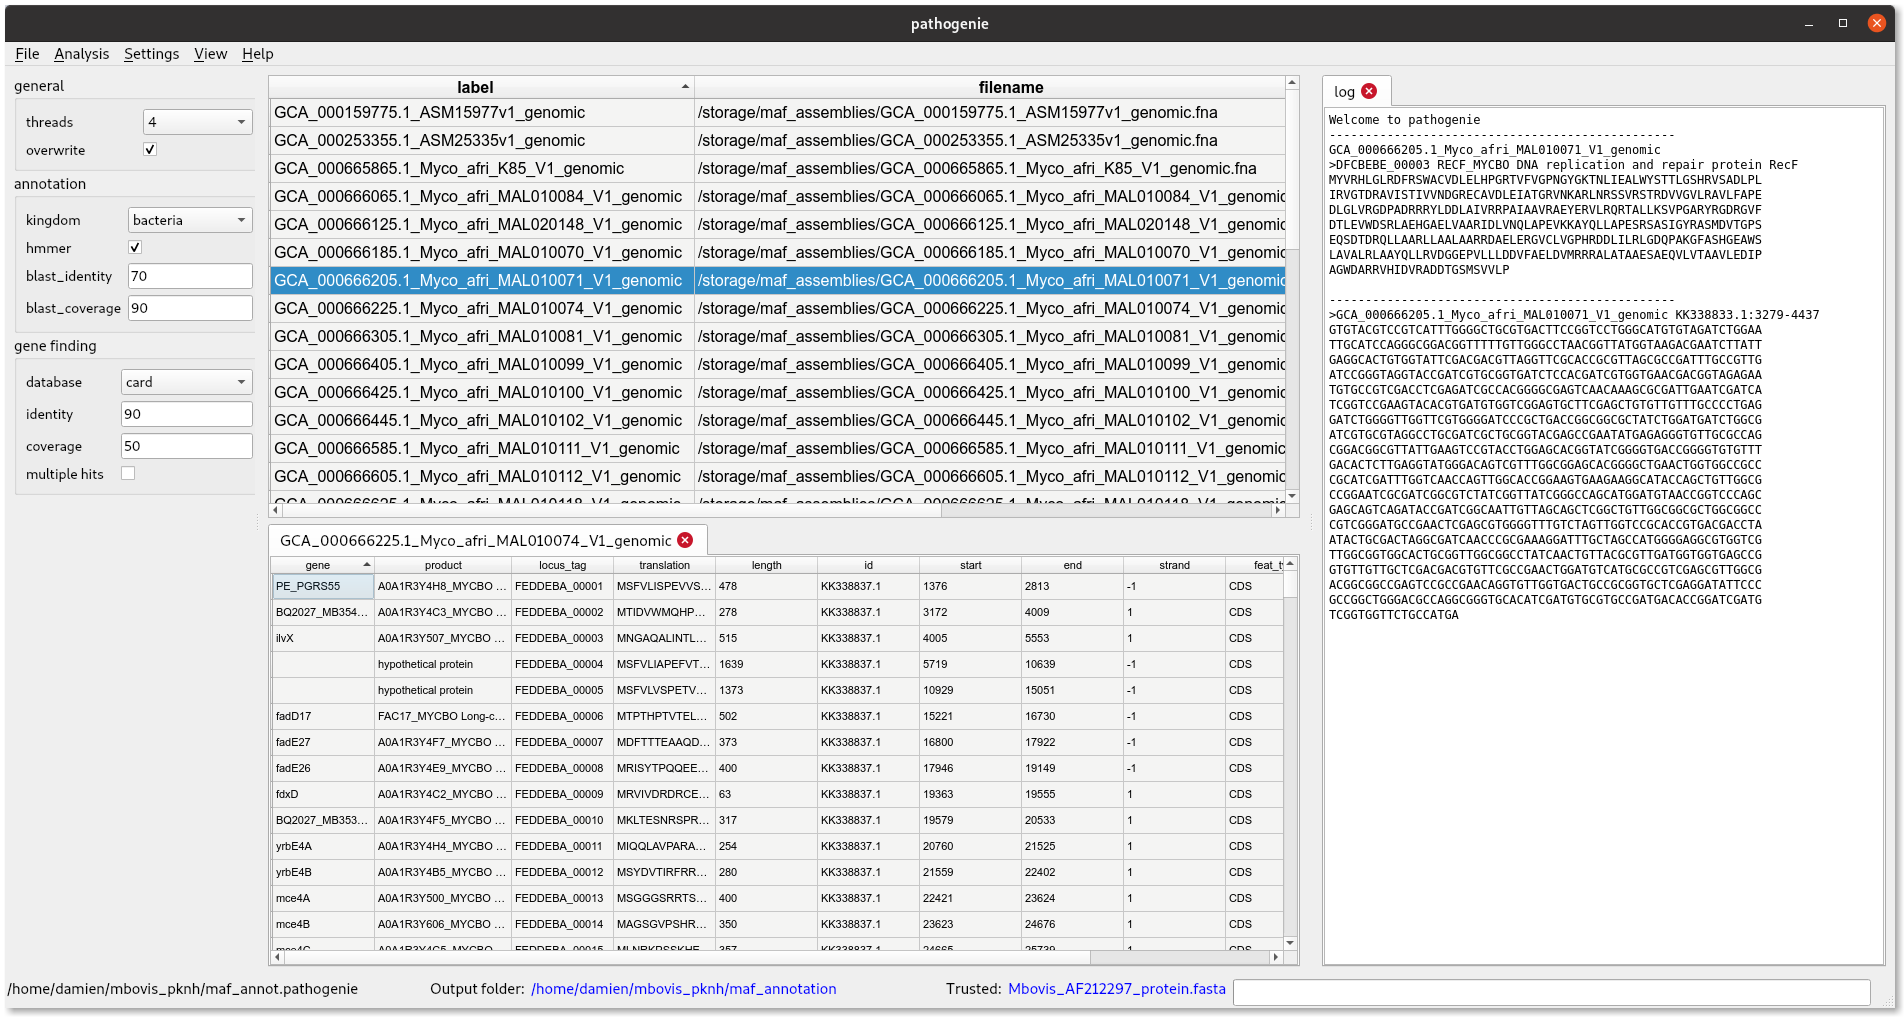 pathogenie
File Analysis Settings View Help
general
threads 4
overwrite
annotation
kingdom bacteria
hmmer
blast_identity 70
blast_coverage 90
gene finding
database card
identity 90
coverage 50
multiple hits
label filename
GCA_000159775.1_ASM15977v1_genomic /storage/maf_assemblies/GCA_000159775.1_ASM15977v1_genomic.fna
GCA_000253355.1_ASM25335v1_genomic /storage/maf_assemblies/GCA_000253355.1_ASM25335v1_genomic.fna
GCA_000665865.1_Myco_afri_K85_V1_genomic /storage/maf_assemblies/GCA_000665865.1_Myco_afri_K85_V1_genomic.fna
GCA_000666065.1_Myco_afri_MAL010084_V1_genomic /storage/maf_assemblies/GCA_000666065.1_Myco_afri_MAL010084_V1_genomic
GCA_000666125.1_Myco_afri_MAL020148_V1_genomic /storage/maf_assemblies/GCA_000666125.1_Myco_afri_MAL020148_V1_genomic
GCA_000666185.1_Myco_afri_MAL010070_V1_genomic /storage/maf_assemblies/GCA_000666185.1_Myco_afri_MAL010070_V1_genomic
GCA_000666205.1_Myco_afri_MAL010071_V1_genomic /storage/maf_assemblies/GCA_000666205.1_Myco_afri_MAL010071_V1_genomic
GCA_000666225.1_Myco_afri_MAL010074_V1_genomic /storage/maf_assemblies/GCA_000666225.1_Myco_afri_MAL010074_V1_genomic
GCA_000666305.1_Myco_afri_MAL010081_V1_genomic /storage/maf_assemblies/GCA_000666305.1_Myco_afri_MAL010081_V1_genomic
GCA_000666405.1_Myco_afri_MAL010099_V1_genomic /storage/maf_assemblies/GCA_000666405.1_Myco_afri_MAL010099_V1_genomic
GCA_000666425.1_Myco_afri_MAL010100_V1_genomic /storage/maf_assemblies/GCA_000666425.1_Myco_afri_MAL010100_V1_genomic
GCA_000666445.1_Myco_afri_MAL010102_V1_genomic /storage/maf_assemblies/GCA_000666445.1_Myco_afri_MAL010102_V1_genomic
GCA_000666585.1_Myco_afri_MAL010111_V1_genomic /storage/maf_assemblies/GCA_000666585.1_Myco_afri_MAL010111_V1_genomic
GCA_000666605.1_Myco_afri_MAL010112_V1_genomic /storage/maf_assemblies/GCA_000666605.1_Myco_afri_MAL010112_V1_genomic
GCA_000666225.1_Myco_afri_MAL010074_V1_genomic
gene product locus_tag translation length id start end strand feat_ty
PE_PGRS55 A0A1R3Y4H8_MYCBO ... FEDDEBA_00001 MSFVLISPEVVS... 478 KK338837.1 1376 2813 -1 CDS
BQ2027_MB354... A0A1R3Y4C3_MYCBO ... FEDDEBA_00002 MTIDVWMQHP... 278 KK338837.1 3172 4009 1 CDS
ilvX A0A1R3Y507_MYCBO ... FEDDEBA_00003 MNGAQALINTL... 515 KK338837.1 4005 5553 1 CDS
hypothetical protein FEDDEBA_00004 MSFVLIAPEFVT... 1639 KK338837.1 5719 10639 -1 CDS
hypothetical protein FEDDEBA_00005 MSFVLVSPETV... 1373 KK338837.1 10929 15051 -1 CDS
fadD17 FAC17_MYCBO Long-c... FEDDEBA_00006 MTPTHPTVTEL... 502 KK338837.1 15221 16730 -1 CDS
fadE27 A0A1R3Y4F7_MYCBO ... FEDDEBA_00007 MDFTTTEAAQD... 373 KK338837.1 16800 17922 -1 CDS
fadE26 A0A1R3Y4E9_MYCBO ... FEDDEBA_00008 MRISYTPQQEE... 400 KK338837.1 17946 19149 -1 CDS
fdxD A0A1R3Y4C2_MYCBO ... FEDDEBA_00009 MRVIVDRDRCE... 63 KK338837.1 19363 19555 1 CDS
BQ2027_MB353... A0A1R3Y4F5_MYCBO ... FEDDEBA_00010 MKLTESNRSPR... 317 KK338837.1 19579 20533 1 CDS
yrbE4A A0A1R3Y4H4_MYCBO ... FEDDEBA_00011 MIQQLAVPARA... 254 KK338837.1 20760 21525 1 CDS
yrbE4B A0A1R3Y4B5_MYCBO ... FEDDEBA_00012 MSYDVTIRFRR... 280 KK338837.1 21559 22402 1 CDS
mce4A A0A1R3Y500_MYCBO ... FEDDEBA_00013 MSGGGSRRTS... 400 KK338837.1 22421 23624 1 CDS
mce4B A0A1R3Y606_MYCBO ... FEDDEBA_00014 MAGSGVPSHR... 350 KK338837.1 23623 24676 1 CDS
log
Welcome to pathogenie
------------------------------------------------
GCA_000666205.1_Myco_afri_MAL010071_V1_genomic
>DFCBEBE_00003 RECF_MYCBO DNA replication and repair protein RecF
MYVRHLGLRDFRSWACVDLELHPGRTVFVGPNGYGKTNLIEALWYSTTLGSHRVSADLPL
IRVGTDRAVISTIVVNDGRECAVDLEIATGRVNKARLNRSSVRSTRDVVGVLRAVLFAPE
DLGLVRGDPADRRRYLDDLAIVRRPAIAAVRAEYERVLRQRTALLKSVPGARYRGDRGVF
DTLEVWDSRLAEHGAELVAARIDLVNQLAPEVKKAYQLLAPESRSASIGYRASMDVTGPS
EQSDTDRQLLAARLLAALAARRDAELERGVCLVGPHRDDLILRLGDQPAKGFASHGEAWS
LAVALRLAAYQLLRVDGGEPVLLLDDVFAELDVMRRRALATAAESAEQVLVTAAVLEDIP
AGWDARRVHIDVRADDTGSMSVVLP
------------------------------------------------
>GCA_000666205.1_Myco_afri_MAL010071_V1_genomic KK338833.1:3279-4437
GTGTACGTCCGTCATTTGGGGCTGCGTGACTTCCGGTCCTGGGCATGTGTAGATCTGGAA
TTGCATCCAGGGCGGACGGTTTTTGTTGGGCCTAACGGTTATGGTAAGACGAATCTTATT
GAGGCACTGTGGTATTCGACGACGTTAGGTTCGCACCGCGTTAGCGCCGATTTGCCGTTG
ATCCGGGTAGGTACCGATCGTGCGGTGATCTCCACGATCGTGGTGAACGACGGTAGAGAA
TGTGCCGTCGACCTCGAGATCGCCACGGGGCGAGTCAACAAAGCGCGATTGAATCGATCA
TCGGTCCGAAGTACACGTGATGTGGTCGGAGTGCTTCGAGCTGTGTTGTTTGCCCCTGAG
GATCTGGGGTTGGTTCGTGGGGATCCCGCTGACCGGCGGCGCTATCTGGATGATCTGGCG
ATCGTGCGTAGGCCTGCGATCGCTGCGGTACGAGCCGAATATGAGAGGGTGTTGCGCCAG
CGGACGGCGTTATTGAAGTCCGTACCTGGAGCACGGTATCGGGGTGACCGGGGTGTGTTT
GACACTCTTGAGGTATGGGACAGTCGTTTGGCGGAGCACGGGGCTGAACTGGTGGCCGCC
CGCATCGATTTGGTCAACCAGTTGGCACCGGAAGTGAAGAAGGCATACCAGCTGTTGGCG
CCGGAATCGCGATCGGCGTCTATCGGTTATCGGGCCAGCATGGATGTAACCGGTCCCAGC
GAGCAGTCAGATACCGATCGGCAATTGTTAGCAGCTCGGCTGTTGGCGGCGCTGGCGGCC
CGTCGGGATGCCGAACTCGAGCGTGGGGTTTGTCTAGTTGGTCCGCACCGTGACGACCTA
ATACTGCGACTAGGCGATCAACCCGCGAAAGGATTTGCTAGCCATGGGGAGGCGTGGTCG
TTGGCGGTGGCACTGCGGTTGGCGGCCTATCAACTGTTACGCGTTGATGGTGGTGAGCCG
GTGTTGTTGCTCGACGACGTGTTCGCCGAACTGGATGTCATGCGCCGTCGAGCGTTGGCG
ACGGCGGCCGAGTCCGCCGAACAGGTGTTGGTGACTGCCGCGGTGCTCGAGGATATTCCC
GCCGGCTGGGACGCCAGGCGGGTGCACATCGATGTGCGTGCCGATGACACCGGATCGATG
TCGGTGGTTCTGCCATGA
/home/damien/mbovis_pknh/maf_annot.pathogenie Output folder: /home/damien/mbovis_pknh/maf_annotation Trusted: Mbovis_AF212297_protein.fasta